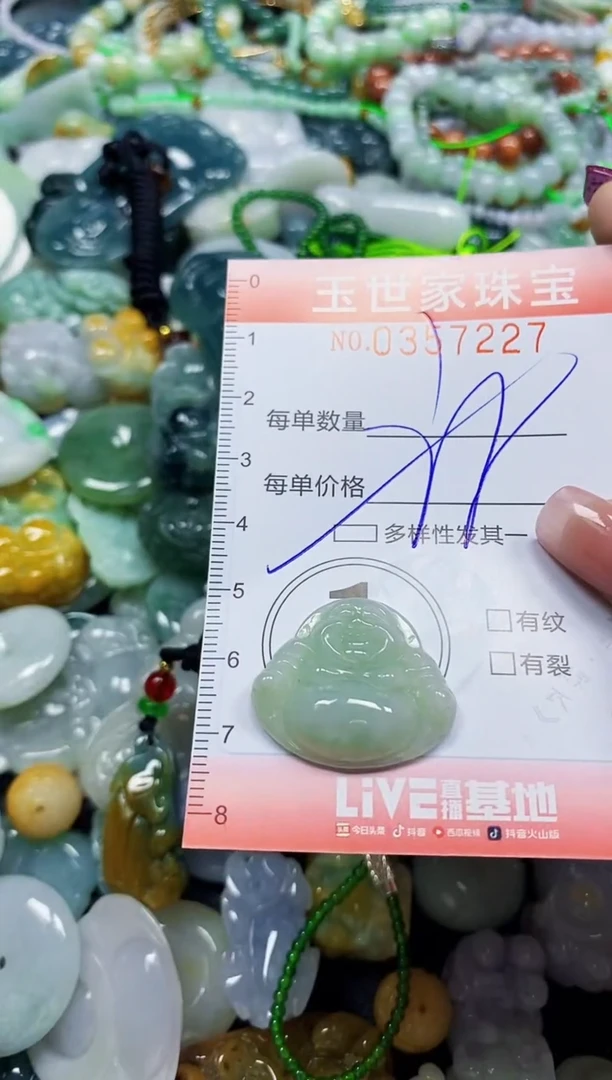 0
玉世家珠宝
NO.0357227
1
2
每单数量
3
每单价格
4
多样性发其一
5
有纹
6
有裂
7
LiVE直播基地
8
今日头条 抖音 西瓜视频 抖音火山版